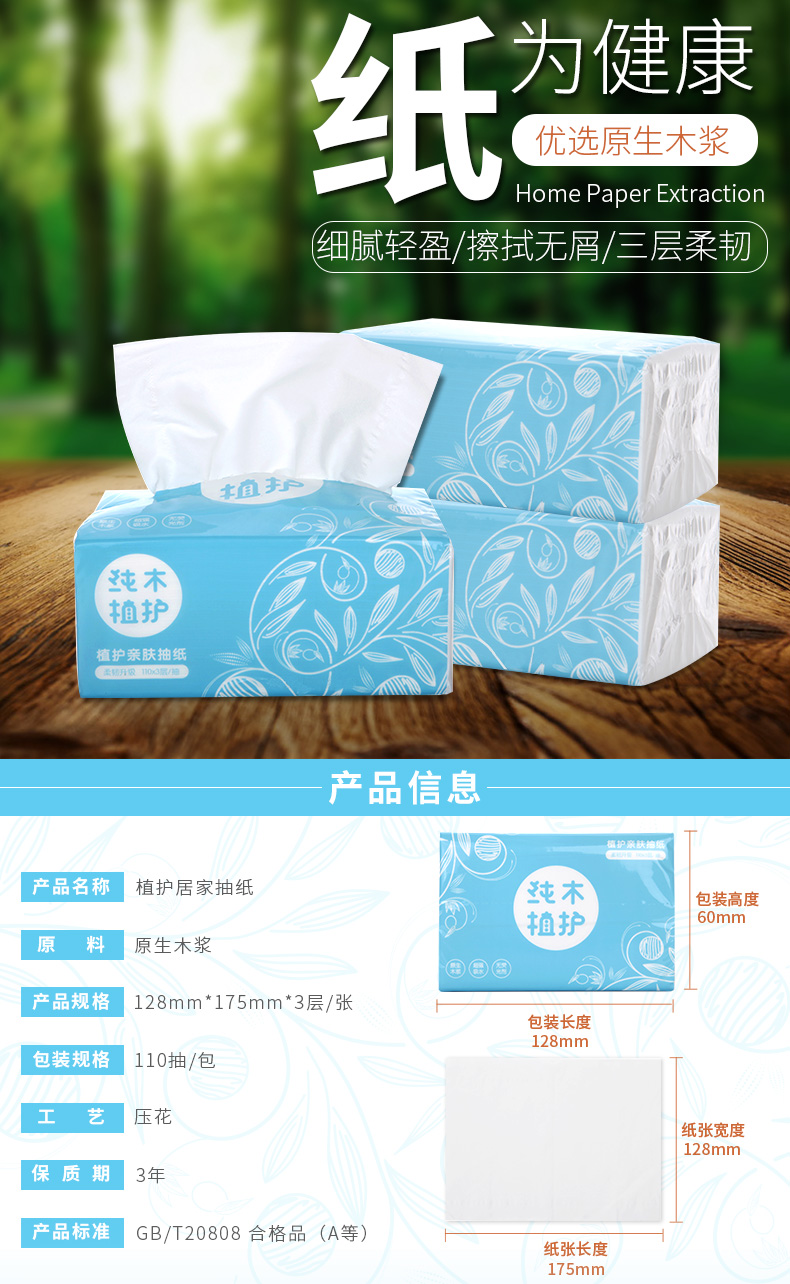 纸
为健康
优选原生木浆
Home Paper Extraction
细腻轻盈/擦拭无屑/三层柔韧
植护
纯木
植护
植护亲肤抽纸
产品信息
产品名称 植护居家抽纸
原 料 原生木浆
产品规格 128mm*175mm*3层/张
包装规格 110抽/包
工 艺 压花
保 质 期 3年
产品标准 GB/T20808 合格品（A等）
植护亲肤抽纸
纯木
植护
包装高度
60mm
包装长度
128mm
纸张宽度
128mm
纸张长度
175mm